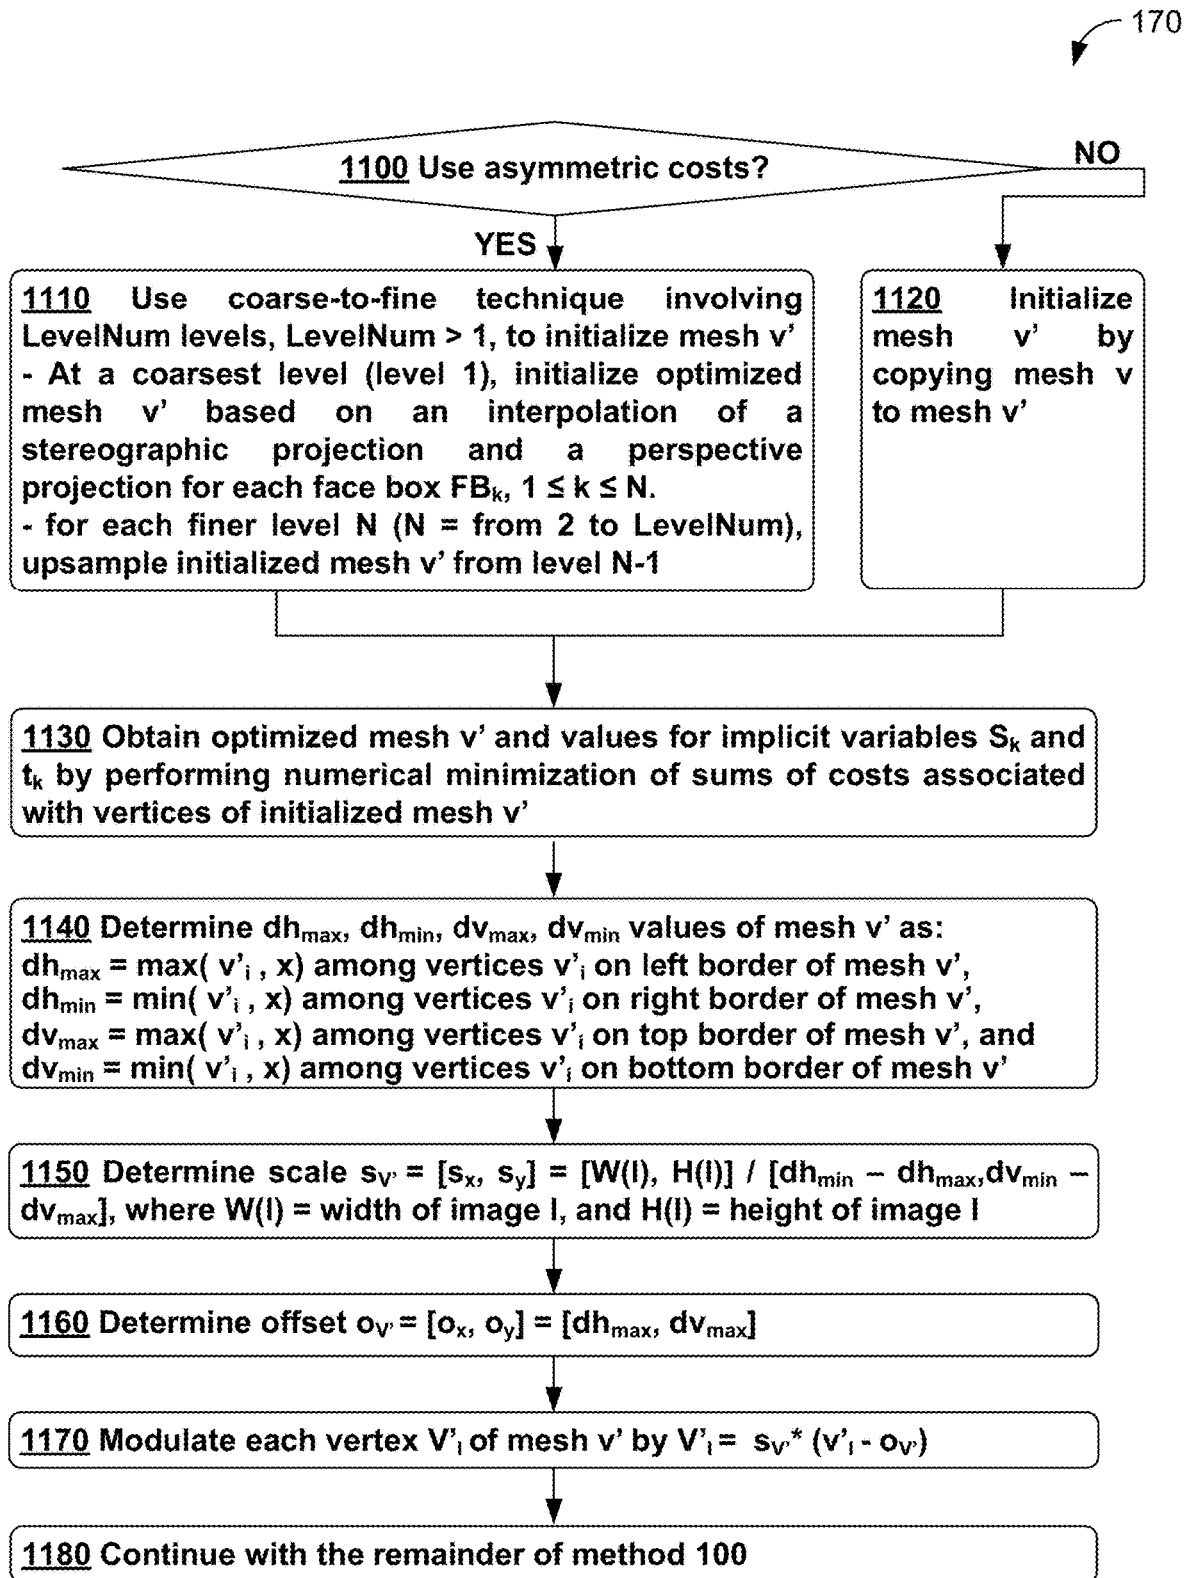 170
1100 Use asymmetric costs?
NO
YES
1110 Use coarse-to-fine technique involving
LevelNum levels, LevelNum > 1, to initialize mesh v'
- At a coarsest level (level 1), initialize optimized
mesh v' based on an interpolation of a
stereographic projection and a perspective
projection for each face box FBk, 1 ≤ k ≤ N.
- for each finer level N (N = from 2 to LevelNum),
upsample initialized mesh v' from level N-1
1120 Initialize
mesh v' by
copying mesh v
to mesh v'
1130 Obtain optimized mesh v' and values for implicit variables Sk and
tk by performing numerical minimization of sums of costs associated
with vertices of initialized mesh v'
1140 Determine dhmax, dhmin, dvmax, dvmin values of mesh v' as:
dhmax = max( v'i , x) among vertices v'i on left border of mesh v',
dhmin = min( v'i , x) among vertices v'i on right border of mesh v',
dvmax = max( v'i , x) among vertices v'i on top border of mesh v', and
dvmin = min( v'i , x) among vertices v'i on bottom border of mesh v'
1150 Determine scale sV' = [sx, sy] = [W(I), H(I)] / [dhmin – dhmax,dvmin –
dvmax], where W(I) = width of image I, and H(I) = height of image I
1160 Determine offset oV' = [ox, oy] = [dhmax, dvmax]
1170 Modulate each vertex V'i of mesh v' by V'i = sV'* (v'i - oV')
1180 Continue with the remainder of method 100